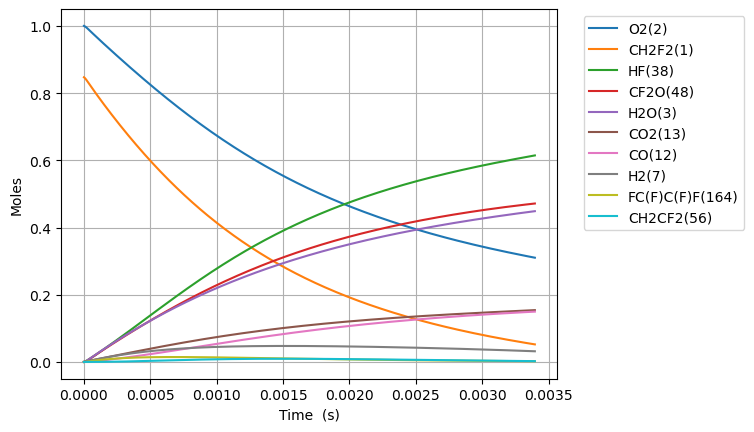 1.0
0.8
0.6
0.4
0.2
0.0
Moles
0.0000 0.0005 0.0010 0.0015 0.0020 0.0025 0.0030 0.0035
Time (s)
O2(2)
CH2F2(1)
HF(38)
CF2O(48)
H2O(3)
CO2(13)
CO(12)
H2(7)
FC(F)C(F)F(164)
CH2CF2(56)